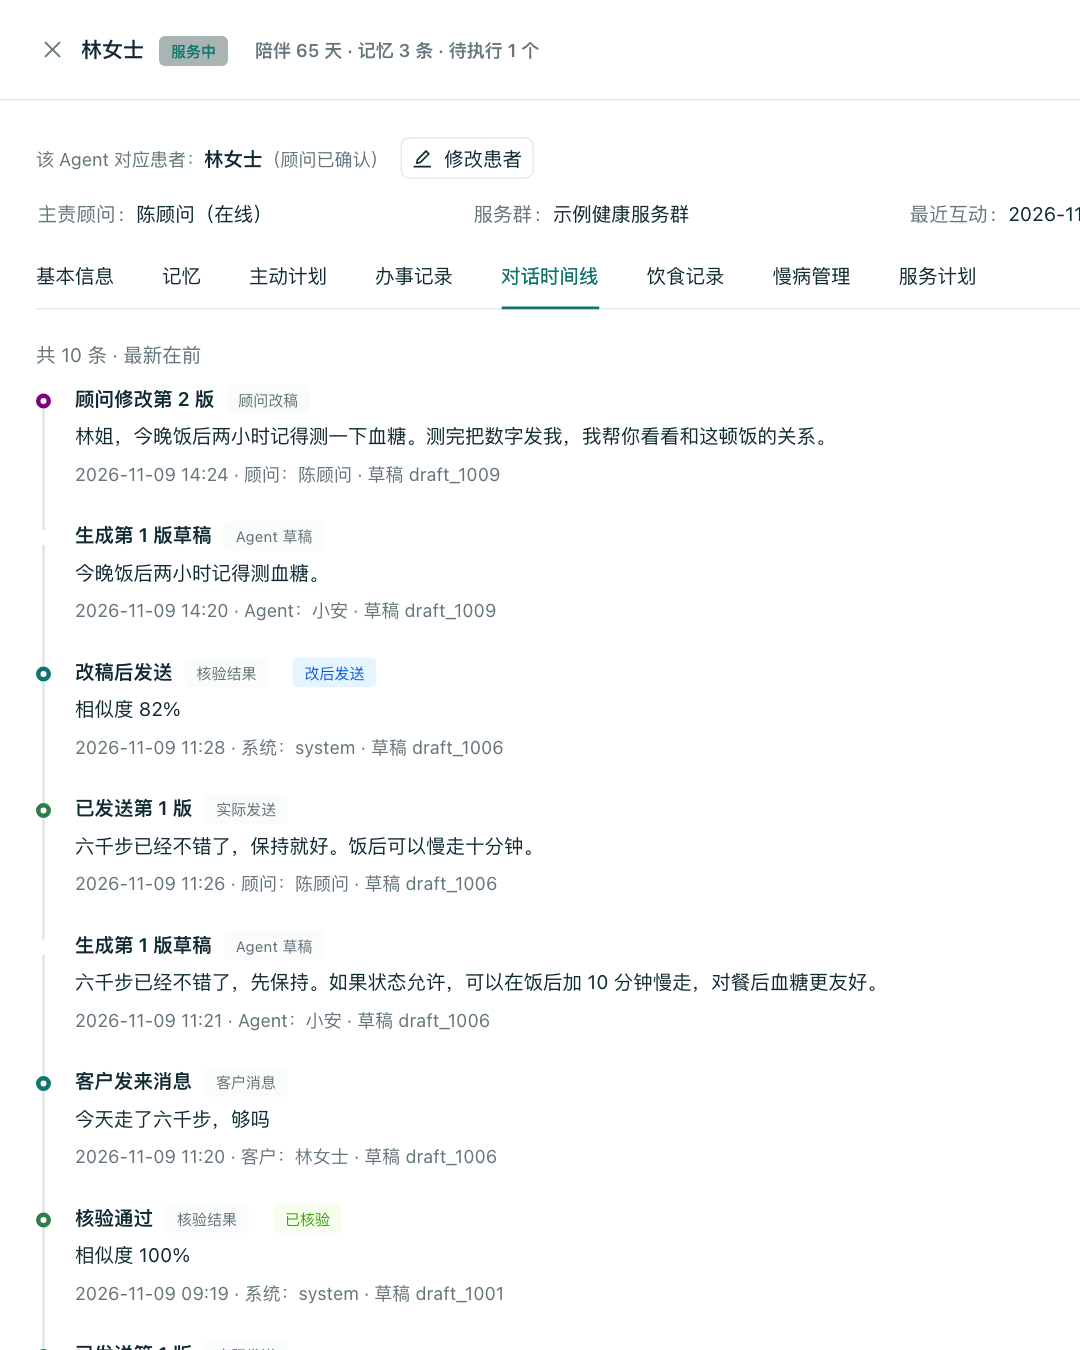 林女士 服务中 陪伴 65 天 · 记忆 3 条 · 待执行 1 个
该 Agent 对应患者：林女士（顾问已确认） 修改患者
主责顾问：陈顾问（在线） 服务群：示例健康服务群 最近互动：2026-11
基本信息 记忆 主动计划 办事记录 对话时间线 饮食记录 慢病管理 服务计划
共 10 条 · 最新在前
顾问修改第 2 版 顾问改稿
林姐，今晚饭后两小时记得测一下血糖。测完把数字发我，我帮你看看和这顿饭的关系。
2026-11-09 14:24 · 顾问：陈顾问 · 草稿 draft_1009
生成第 1 版草稿 Agent 草稿
今晚饭后两小时记得测血糖。
2026-11-09 14:20 · Agent：小安 · 草稿 draft_1009
改稿后发送 核验结果 改后发送
相似度 82%
2026-11-09 11:28 · 系统：system · 草稿 draft_1006
已发送第 1 版 实际发送
六千步已经不错了，保持就好。饭后可以慢走十分钟。
2026-11-09 11:26 · 顾问：陈顾问 · 草稿 draft_1006
生成第 1 版草稿 Agent 草稿
六千步已经不错了，先保持。如果状态允许，可以在饭后加 10 分钟慢走，对餐后血糖更友好。
2026-11-09 11:21 · Agent：小安 · 草稿 draft_1006
客户发来消息 客户消息
今天走了六千步，够吗
2026-11-09 11:20 · 客户：林女士 · 草稿 draft_1006
核验通过 核验结果 已核验
相似度 100%
2026-11-09 09:19 · 系统：system · 草稿 draft_1001
已发送第 1 版